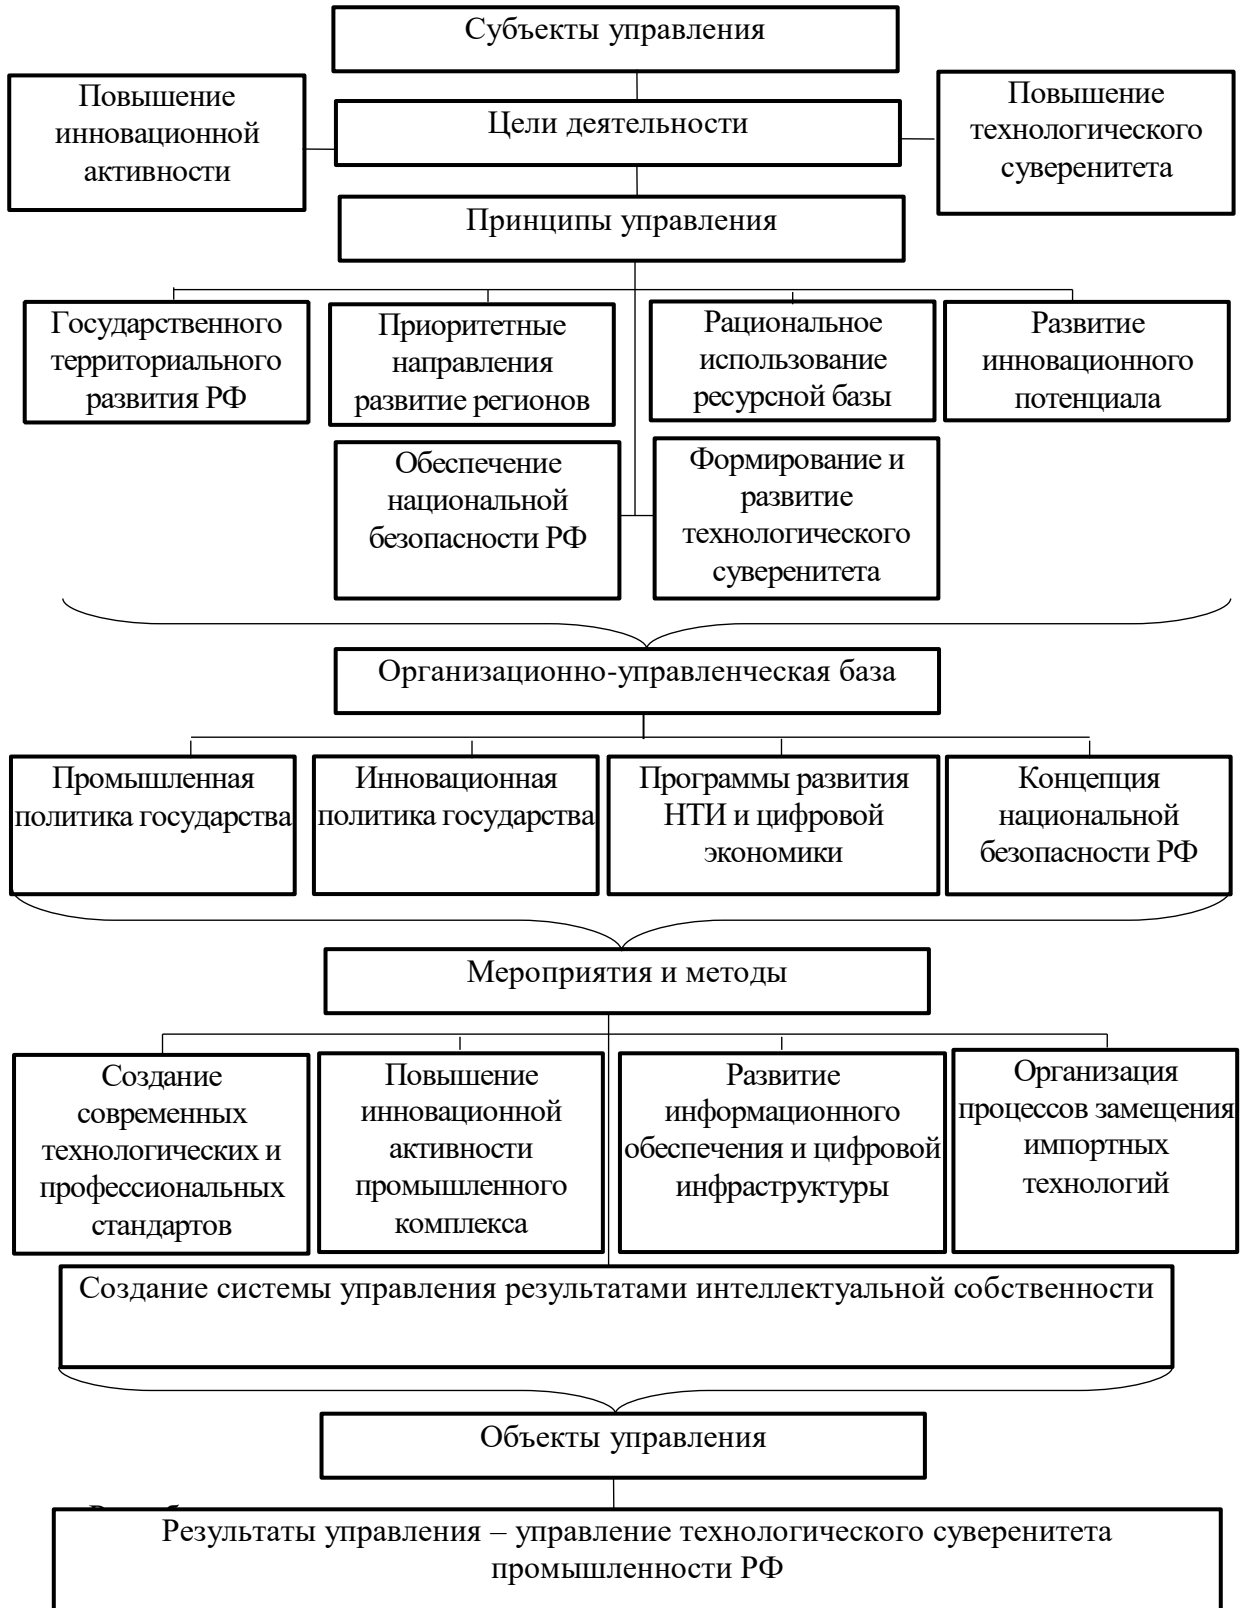 Субъекты управления
Повышение
инновационной
активности
Цели деятельности
Повышение
технологического
суверенитета
Принципы управления
Государственного
территориального
развития РФ
Приоритетные
направления
развитие регионов
Рациональное
использование
ресурсной базы
Развитие
инновационного
потенциала
Обеспечение
национальной
безопасности РФ
Формирование и
развитие
технологического
суверенитета
Организационно-управленческая база
Промышленная
политика государства
Инновационная
политика государства
Программы развития
НТИ и цифровой
экономики
Концепция
национальной
безопасности РФ
Мероприятия и методы
Создание
современных
технологических и
профессиональных
стандартов
Повышение
инновационной
активности
промышленного
комплекса
Развитие
информационного
обеспечения и цифровой
инфраструктуры
Организация
процессов замещения
импортных
технологий
Создание системы управления результатами интеллектуальной собственности
Объекты управления
Результаты управления – управление технологического суверенитета
промышленности РФ